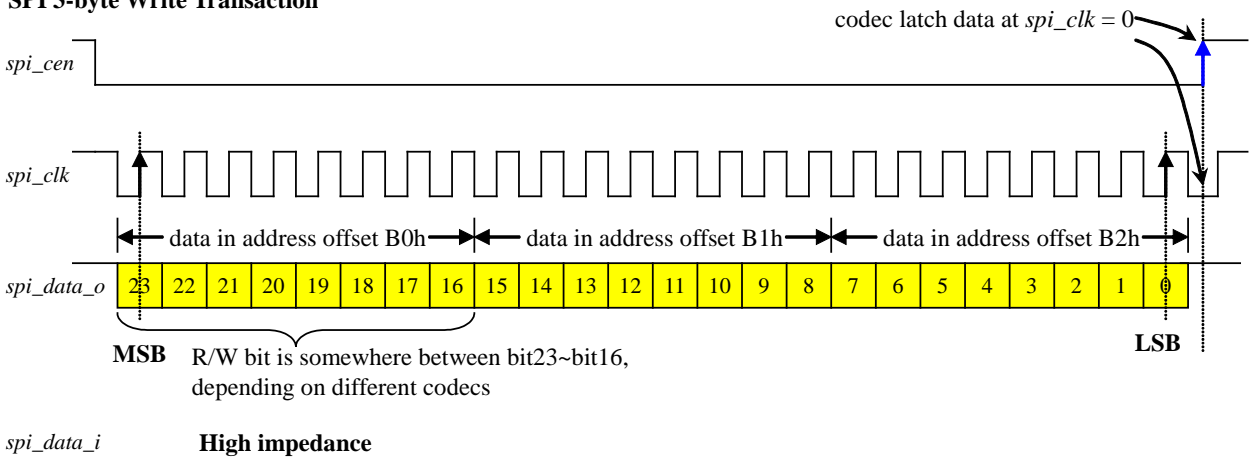 SPI 3-byte Write Transaction
codec latch data at spi_clk = 0
spi_cen
spi_clk
data in address offset B0h data in address offset B1h data in address offset B2h
spi_data_o 23 22 21 20 19 18 17 16 15 14 13 12 11 10 9 8 7 6 5 4 3 2 1 0
MSB R/W bit is somewhere between bit23~bit16, LSB
depending on different codecs
spi_data_i High impedance